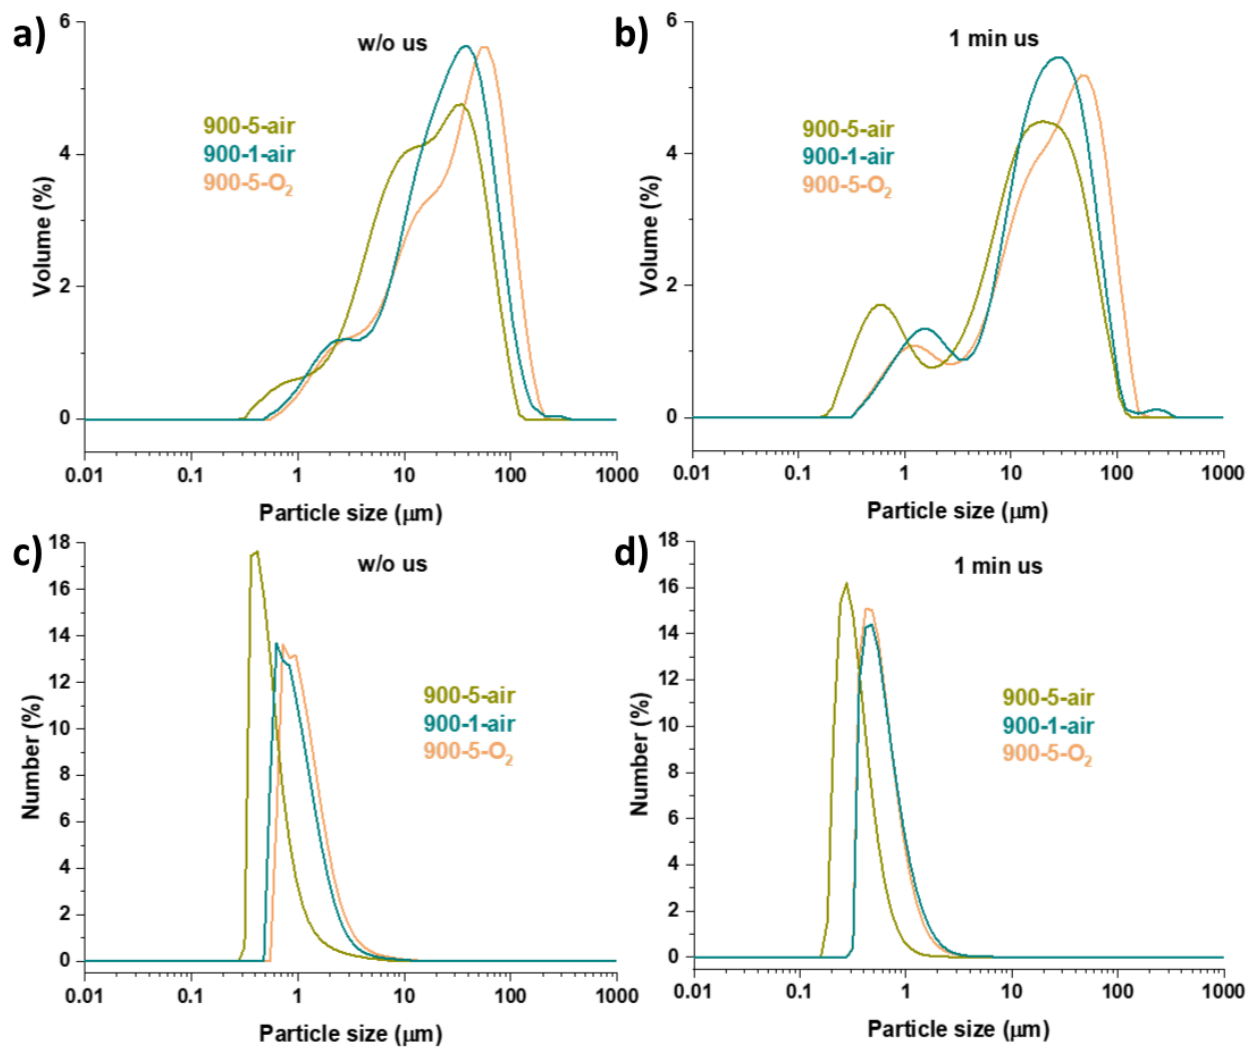 a)
w/o us
900-5-air
900-1-air
900-5-O₂
Volume (%)
6
4
2
0
0.01 0.1 1 10 100 1000
Particle size (μm)
b)
1 min us
900-5-air
900-1-air
900-5-O₂
Volume (%)
6
4
2
0
0.01 0.1 1 10 100 1000
Particle size (μm)
c)
w/o us
900-5-air
900-1-air
900-5-O₂
Number (%)
18
16
14
12
10
8
6
4
2
0
0.01 0.1 1 10 100 1000
Particle size (μm)
d)
1 min us
900-5-air
900-1-air
900-5-O₂
Number (%)
18
16
14
12
10
8
6
4
2
0
0.01 0.1 1 10 100 1000
Particle size (μm)